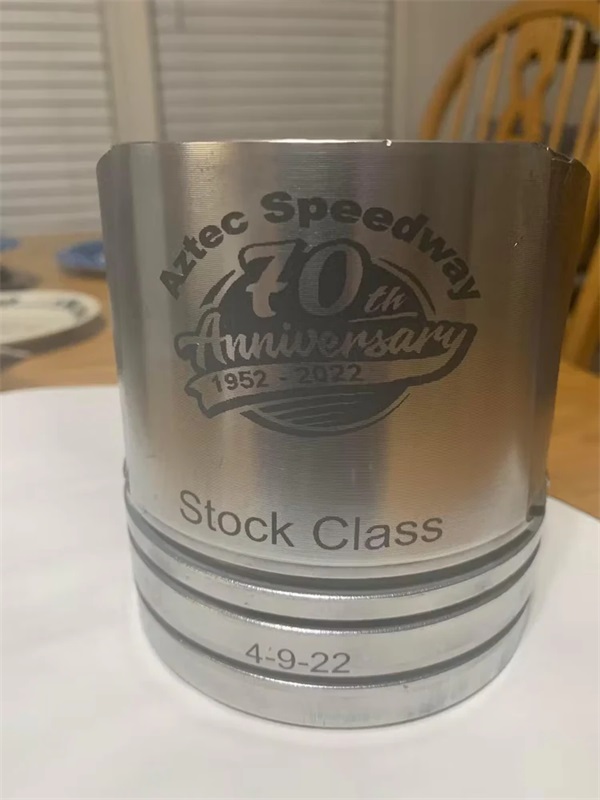 Aztec Speedway
70th
Anniversary
1952 - 2022
Stock Class
4-9-22